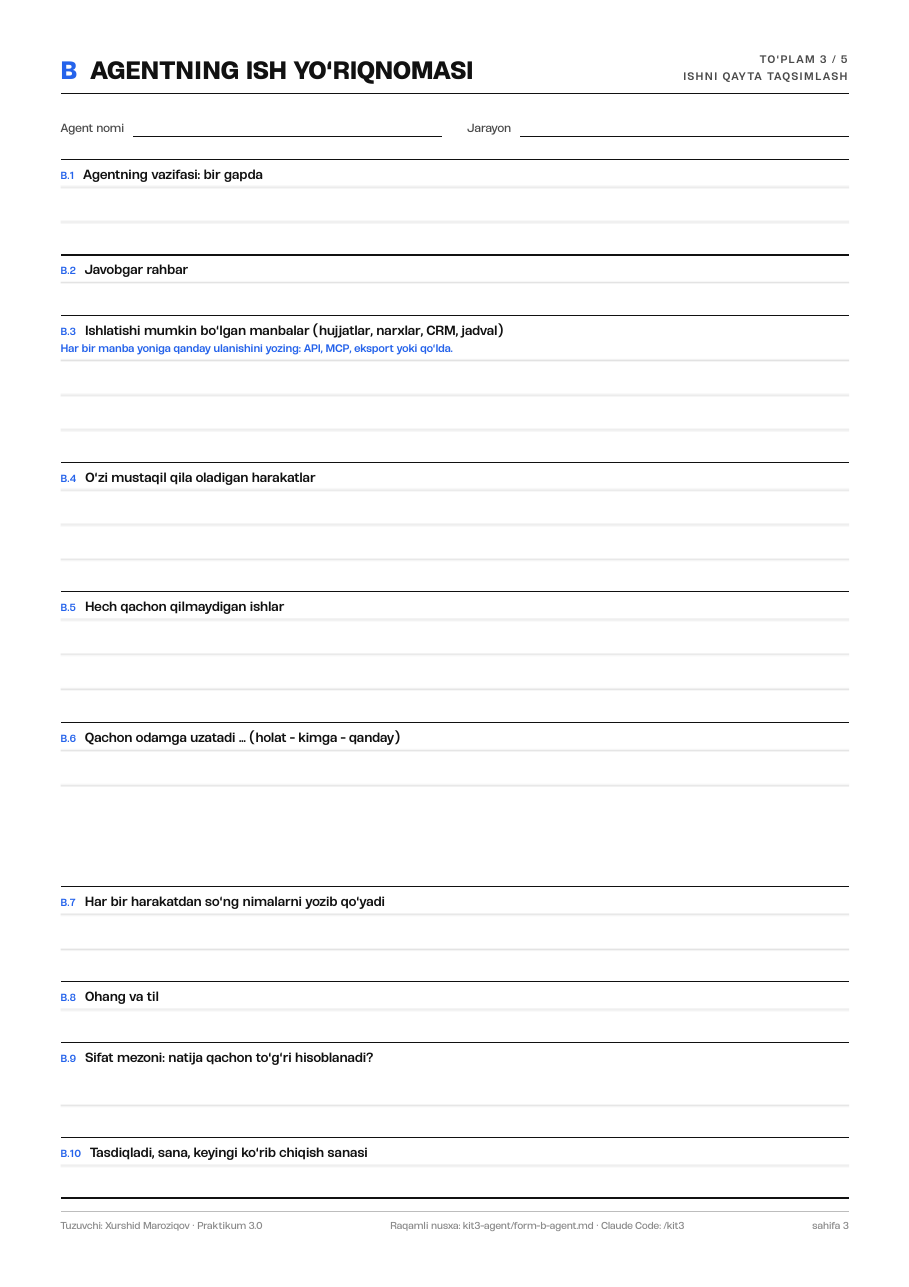 B AGENTNING ISH YO‘RIQNOMASI
TO‘PLAM 3 / 5
ISHNI QAYTA TAQSIMLASH
Agent nomi
Jarayon
B.1 Agentning vazifasi: bir gapda
B.2 Javobgar rahbar
B.3 Ishlatishi mumkin bo‘lgan manbalar (hujjatlar, narxlar, CRM, jadval)
Har bir manba yoniga qanday ulanishini yozing: API, MCP, eksport yoki qo‘lda.
B.4 O‘zi mustaqil qila oladigan harakatlar
B.5 Hech qachon qilmaydigan ishlar
B.6 Qachon odamga uzatadi … (holat - kimga - qanday)
B.7 Har bir harakatdan so‘ng nimalarni yozib qo‘yadi
B.8 Ohang va til
B.9 Sifat mezoni: natija qachon to‘g‘ri hisoblanadi?
B.10 Tasdiqladi, sana, keyingi ko‘rib chiqish sanasi
Tuzuvchi: Xurshid Maroziqov · Praktikum 3.0
Raqamli nusxa: kit3-agent/form-b-agent.md · Claude Code: /kit3
sahifa 3